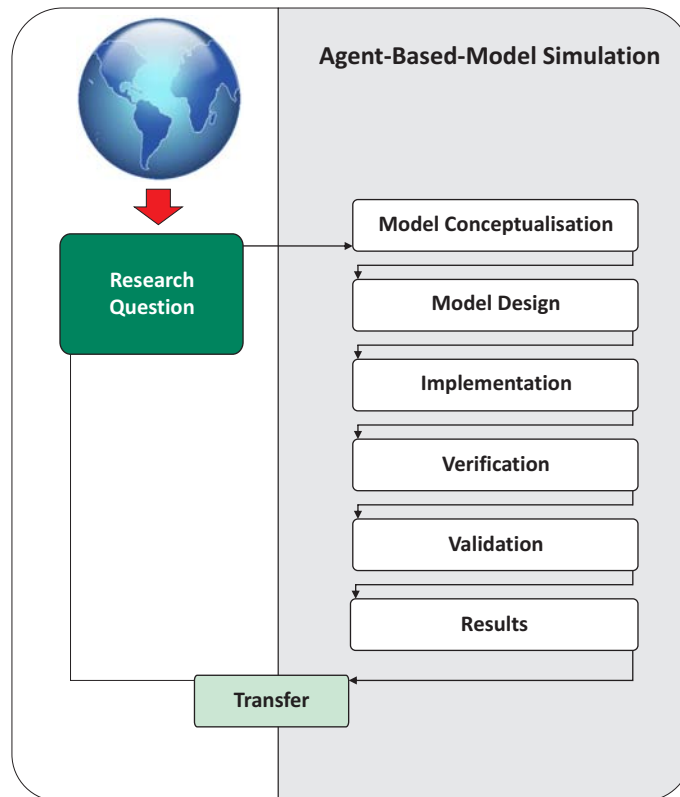 Agent-Based-Model Simulation
Research
Question
Model Conceptualisation
Model Design
Implementation
Verification
Validation
Results
Transfer